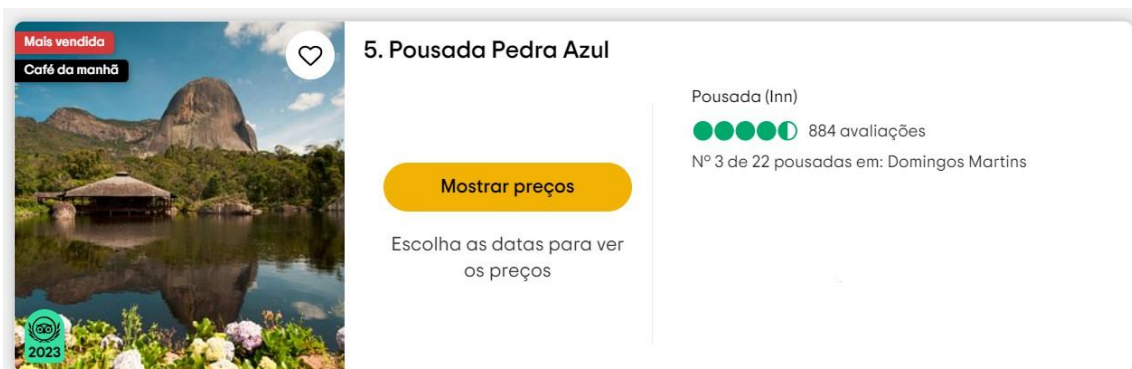 Mais vendida
Café da manhã
2023
5. Pousada Pedra Azul
Mostrar preços
Escolha as datas para ver
os preços
Pousada (Inn)
884 avaliações
Nº 3 de 22 pousadas em: Domingos Martins